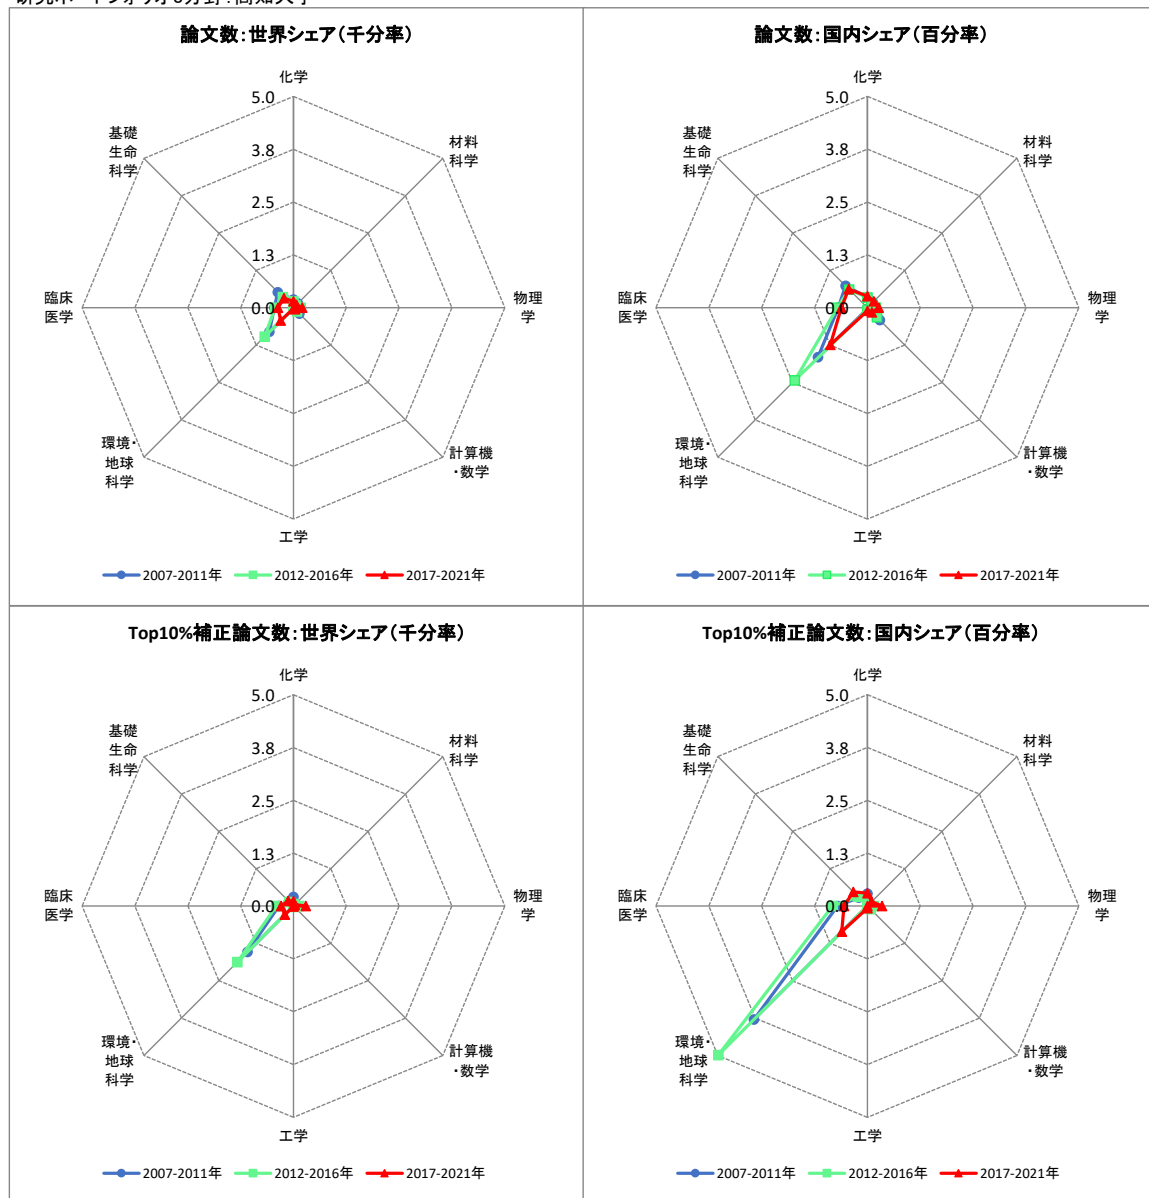 論文数：世界シェア（千分率）
化学
5.0
3.8
2.5
1.3
0.0
材料
科学
物理
学
計算機
・数学
工学
環境・
地球
科学
臨床
医学
基礎
生命
科学
2007-2011年
2012-2016年
2017-2021年
論文数：国内シェア（百分率）
化学
5.0
3.8
2.5
1.3
0.0
材料
科学
物理
学
計算機
・数学
工学
環境・
地球
科学
臨床
医学
基礎
生命
科学
2007-2011年
2012-2016年
2017-2021年
Top10%補正論文数：世界シェア（千分率）
化学
5.0
3.8
2.5
1.3
0.0
材料
科学
物理
学
計算機
・数学
工学
環境・
地球
科学
臨床
医学
基礎
生命
科学
2007-2011年
2012-2016年
2017-2021年
Top10%補正論文数：国内シェア（百分率）
化学
5.0
3.8
2.5
1.3
0.0
材料
科学
物理
学
計算機
・数学
工学
環境・
地球
科学
臨床
医学
基礎
生命
科学
2007-2011年
2012-2016年
2017-2021年